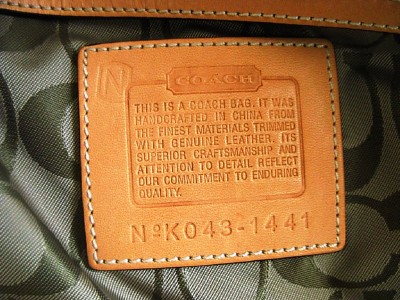 IN
COACH
THIS IS A COACH BAG. IT WAS
HANDCRAFTED IN CHINA FROM
THE FINEST MATERIALS TRIMMED
WITH GENUINE LEATHER. ITS
SUPERIOR CRAFTSMANSHIP AND
ATTENTION TO DETAIL REFLECT
OUR COMMITMENT TO ENDURING
QUALITY.
NºK043-1441